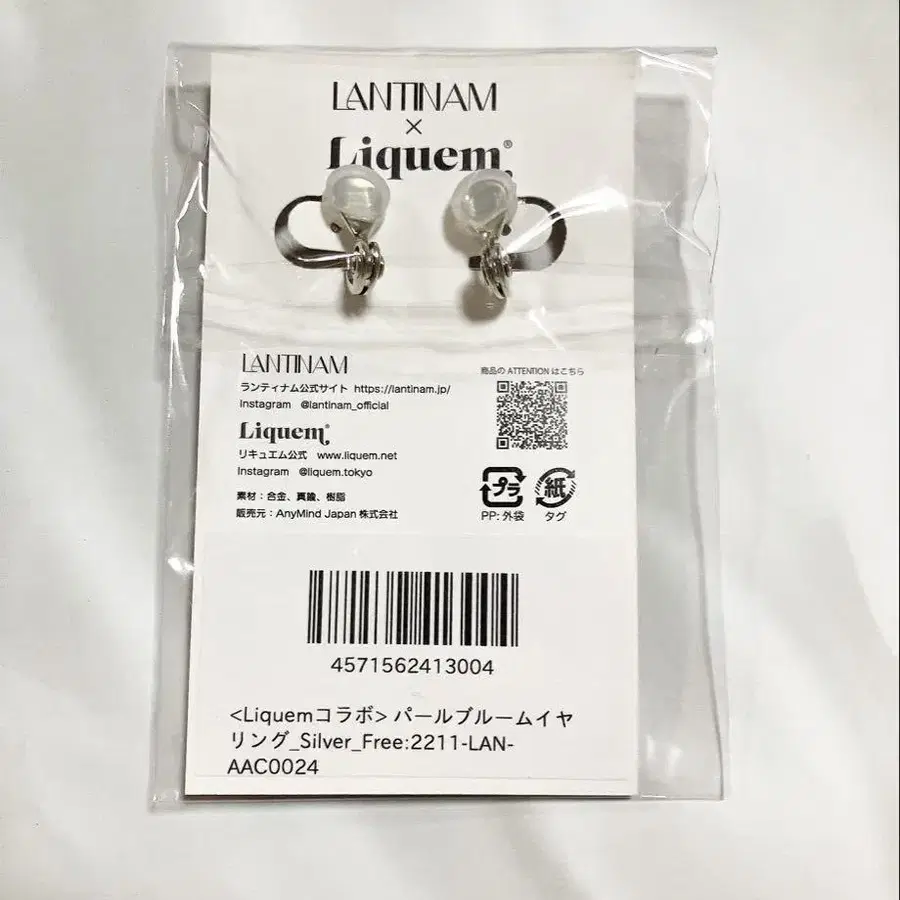 LANTINAM
×
Liquem®
LANTINAM
ランティナム公式サイト https://lantinam.jp/
Instagram @lantinam_official
Liquem®
リキュエム公式 www.liquem.net
Instagram @liquem.tokyo
素材：合金、真鍮、樹脂
販売元：AnyMind Japan 株式会社
商品の ATTENTION はこちら
プラ
PP: 外袋
紙
タグ
4571562413004
<Liquemコラボ> パールブルームイヤ
リング_Silver_Free:2211-LAN-
AAC0024